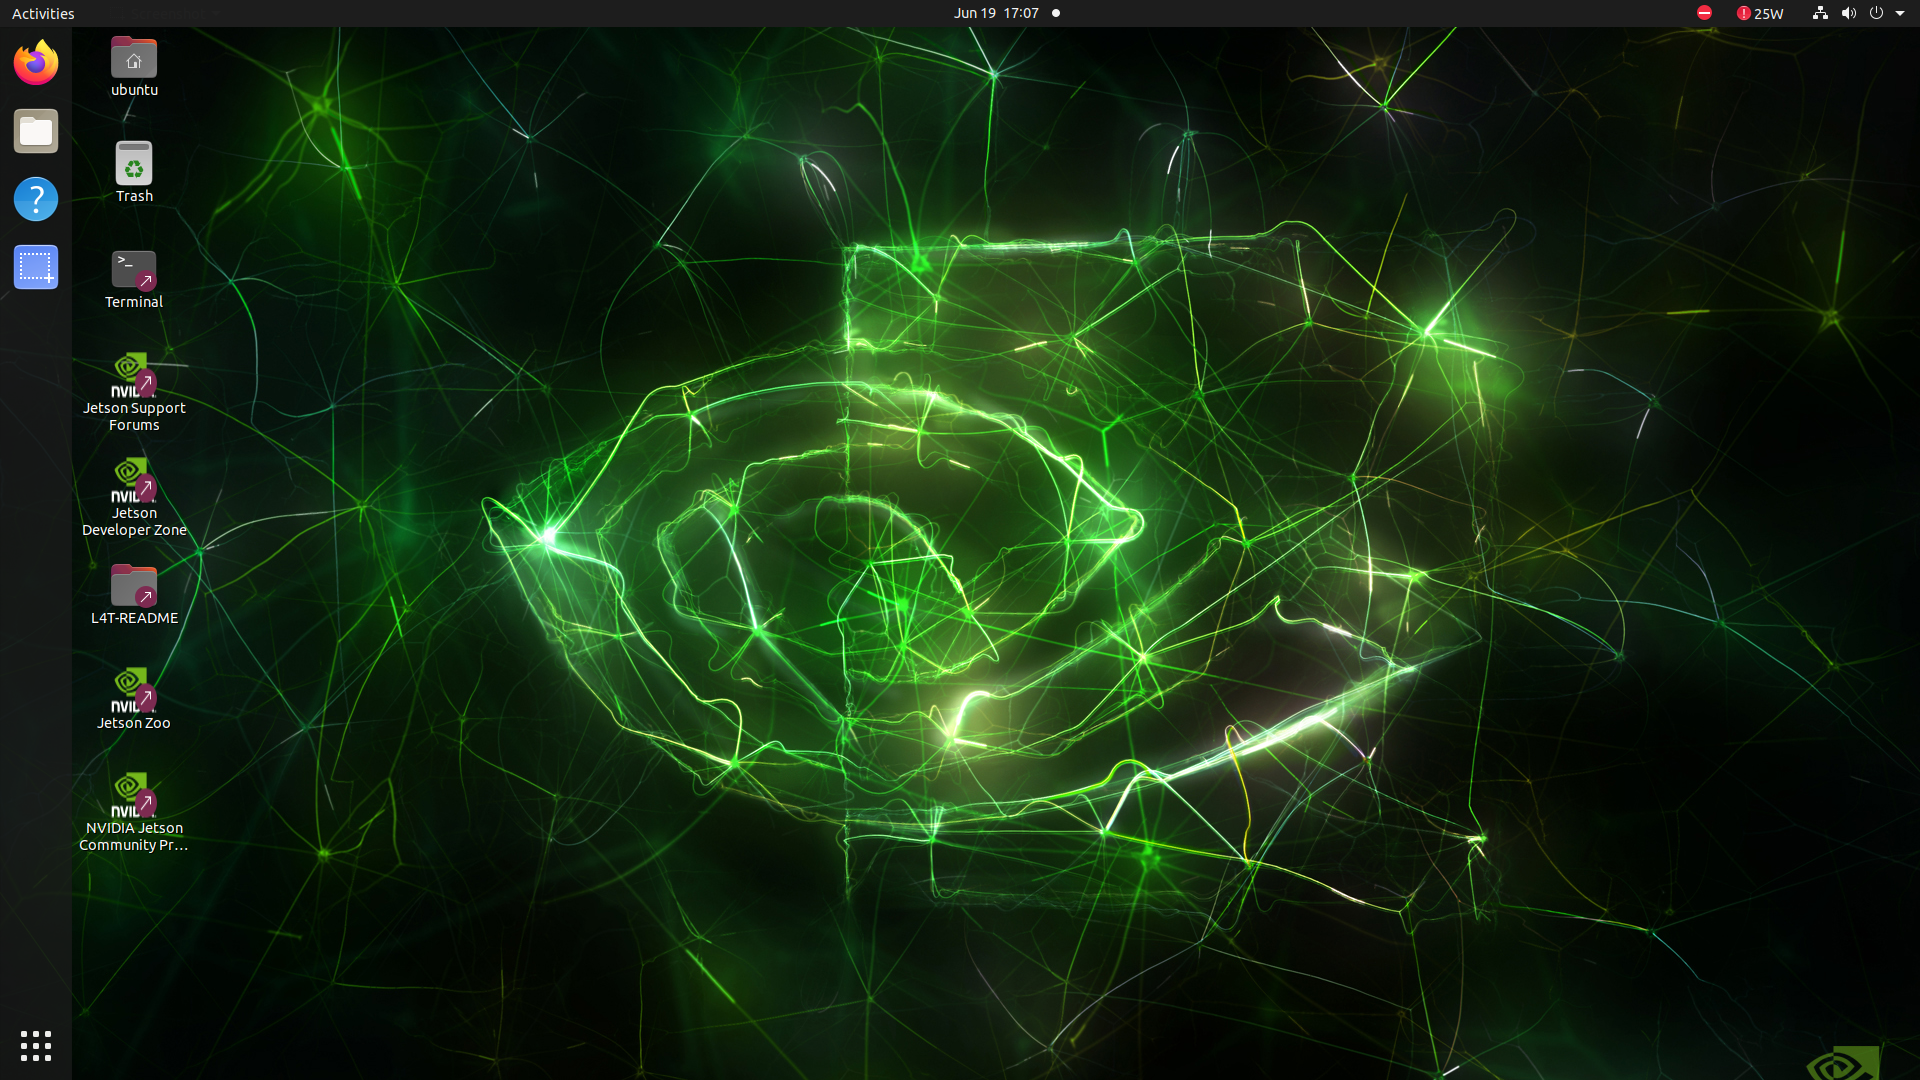 Activities
Jun 19 17:07
25W
ubuntu
Trash
>_
Terminal
Jetson Support
Forums
Jetson
Developer Zone
L4T-README
Jetson Zoo
NVIDIA Jetson
Community Pr...